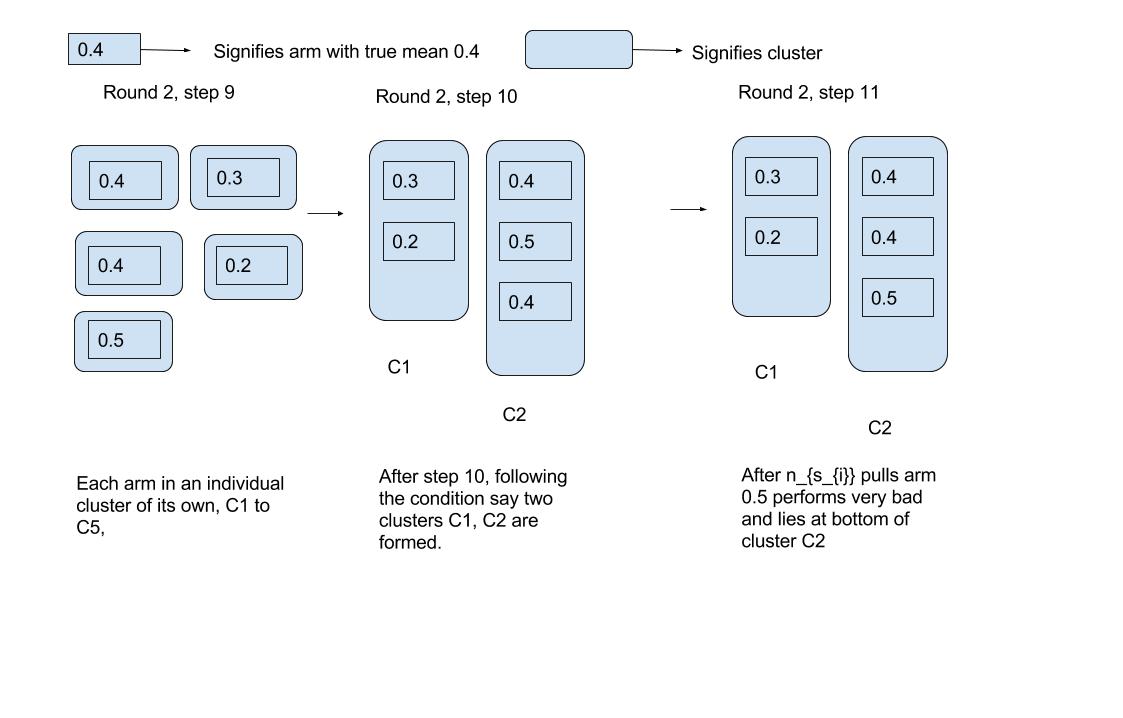 0.4
Signifies arm with true mean 0.4
Signifies cluster
Round 2, step 9
Round 2, step 10
Round 2, step 11
0.4
0.3
0.4
0.2
0.5
0.3
0.2
0.4
0.5
0.4
C1
C2
0.3
0.2
0.4
0.4
0.5
C1
C2
Each arm in an individual
cluster of its own, C1 to
C5,
After step 10, following
the condition say two
clusters C1, C2 are
formed.
After n_{s_{i}} pulls arm
0.5 performs very bad
and lies at bottom of
cluster C2